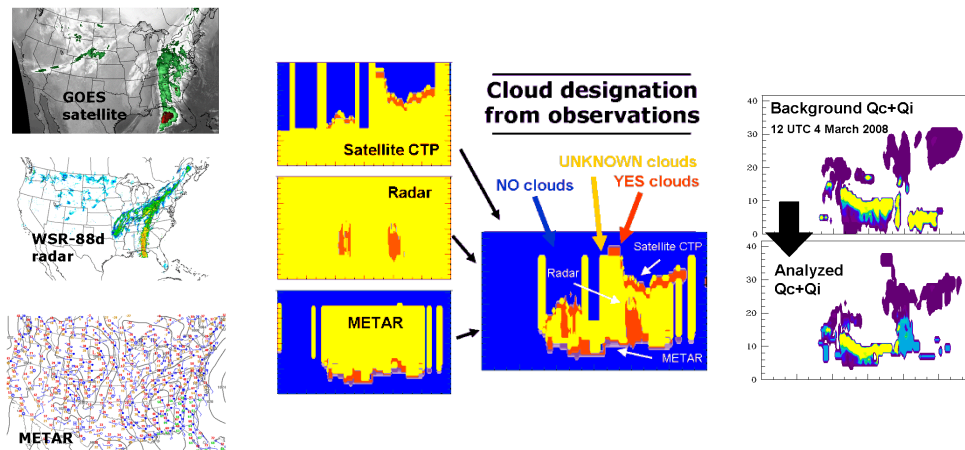 GOES
satellite
WSR-88d
radar
METAR
Satellite CTP
Radar
METAR
Cloud designation
from observations
UNKNOWN clouds
NO clouds
YES clouds
Satellite CTP
Radar
METAR
40
Background Qc+Qi
12 UTC 4 March 2008
30
20
10
0
40
Analyzed
Qc+Qi
30
20
10
0